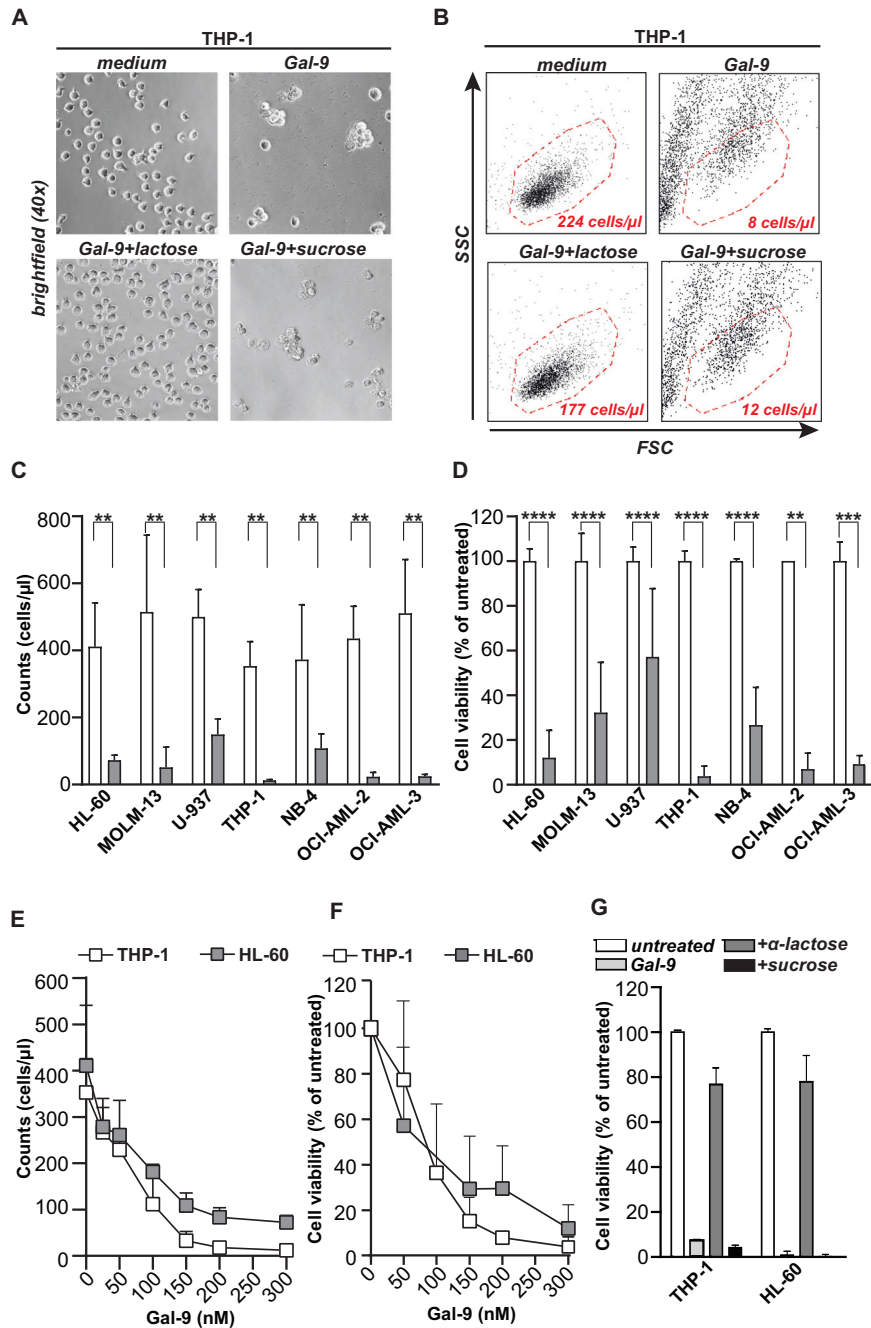 A
THP-1
medium Gal-9
Gal-9+lactose Gal-9+sucrose
brightfield (40x)
B
THP-1
medium Gal-9
224 cells/µl 8 cells/µl
Gal-9+lactose Gal-9+sucrose
177 cells/µl 12 cells/µl
SSC
FSC
C
** ** ** ** ** ** **
800
600
400
200
0
Counts (cells/µl)
HL-60 MOLM-13 U-937 THP-1 NB-4 OCI-AML-2 OCI-AML-3
D
**** **** **** **** **** ** ***
120
100
80
60
40
20
0
Cell viability (% of untreated)
HL-60 MOLM-13 U-937 THP-1 NB-4 OCI-AML-2 OCI-AML-3
E
THP-1 HL-60
600
500
400
300
200
100
0
Counts (cells/µl)
0 50 100 150 200 250 300
Gal-9 (nM)
F
THP-1 HL-60
120
100
80
60
40
20
0
Cell viability (% of untreated)
0 50 100 150 200 250 300
Gal-9 (nM)
G
untreated +α-lactose
Gal-9 +sucrose
120
100
80
60
40
20
0
Cell viability (% of untreated)
THP-1 HL-60